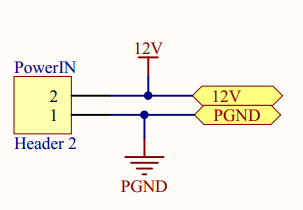 12V
PowerIN
2
12V
1
PGND
Header 2
PGND